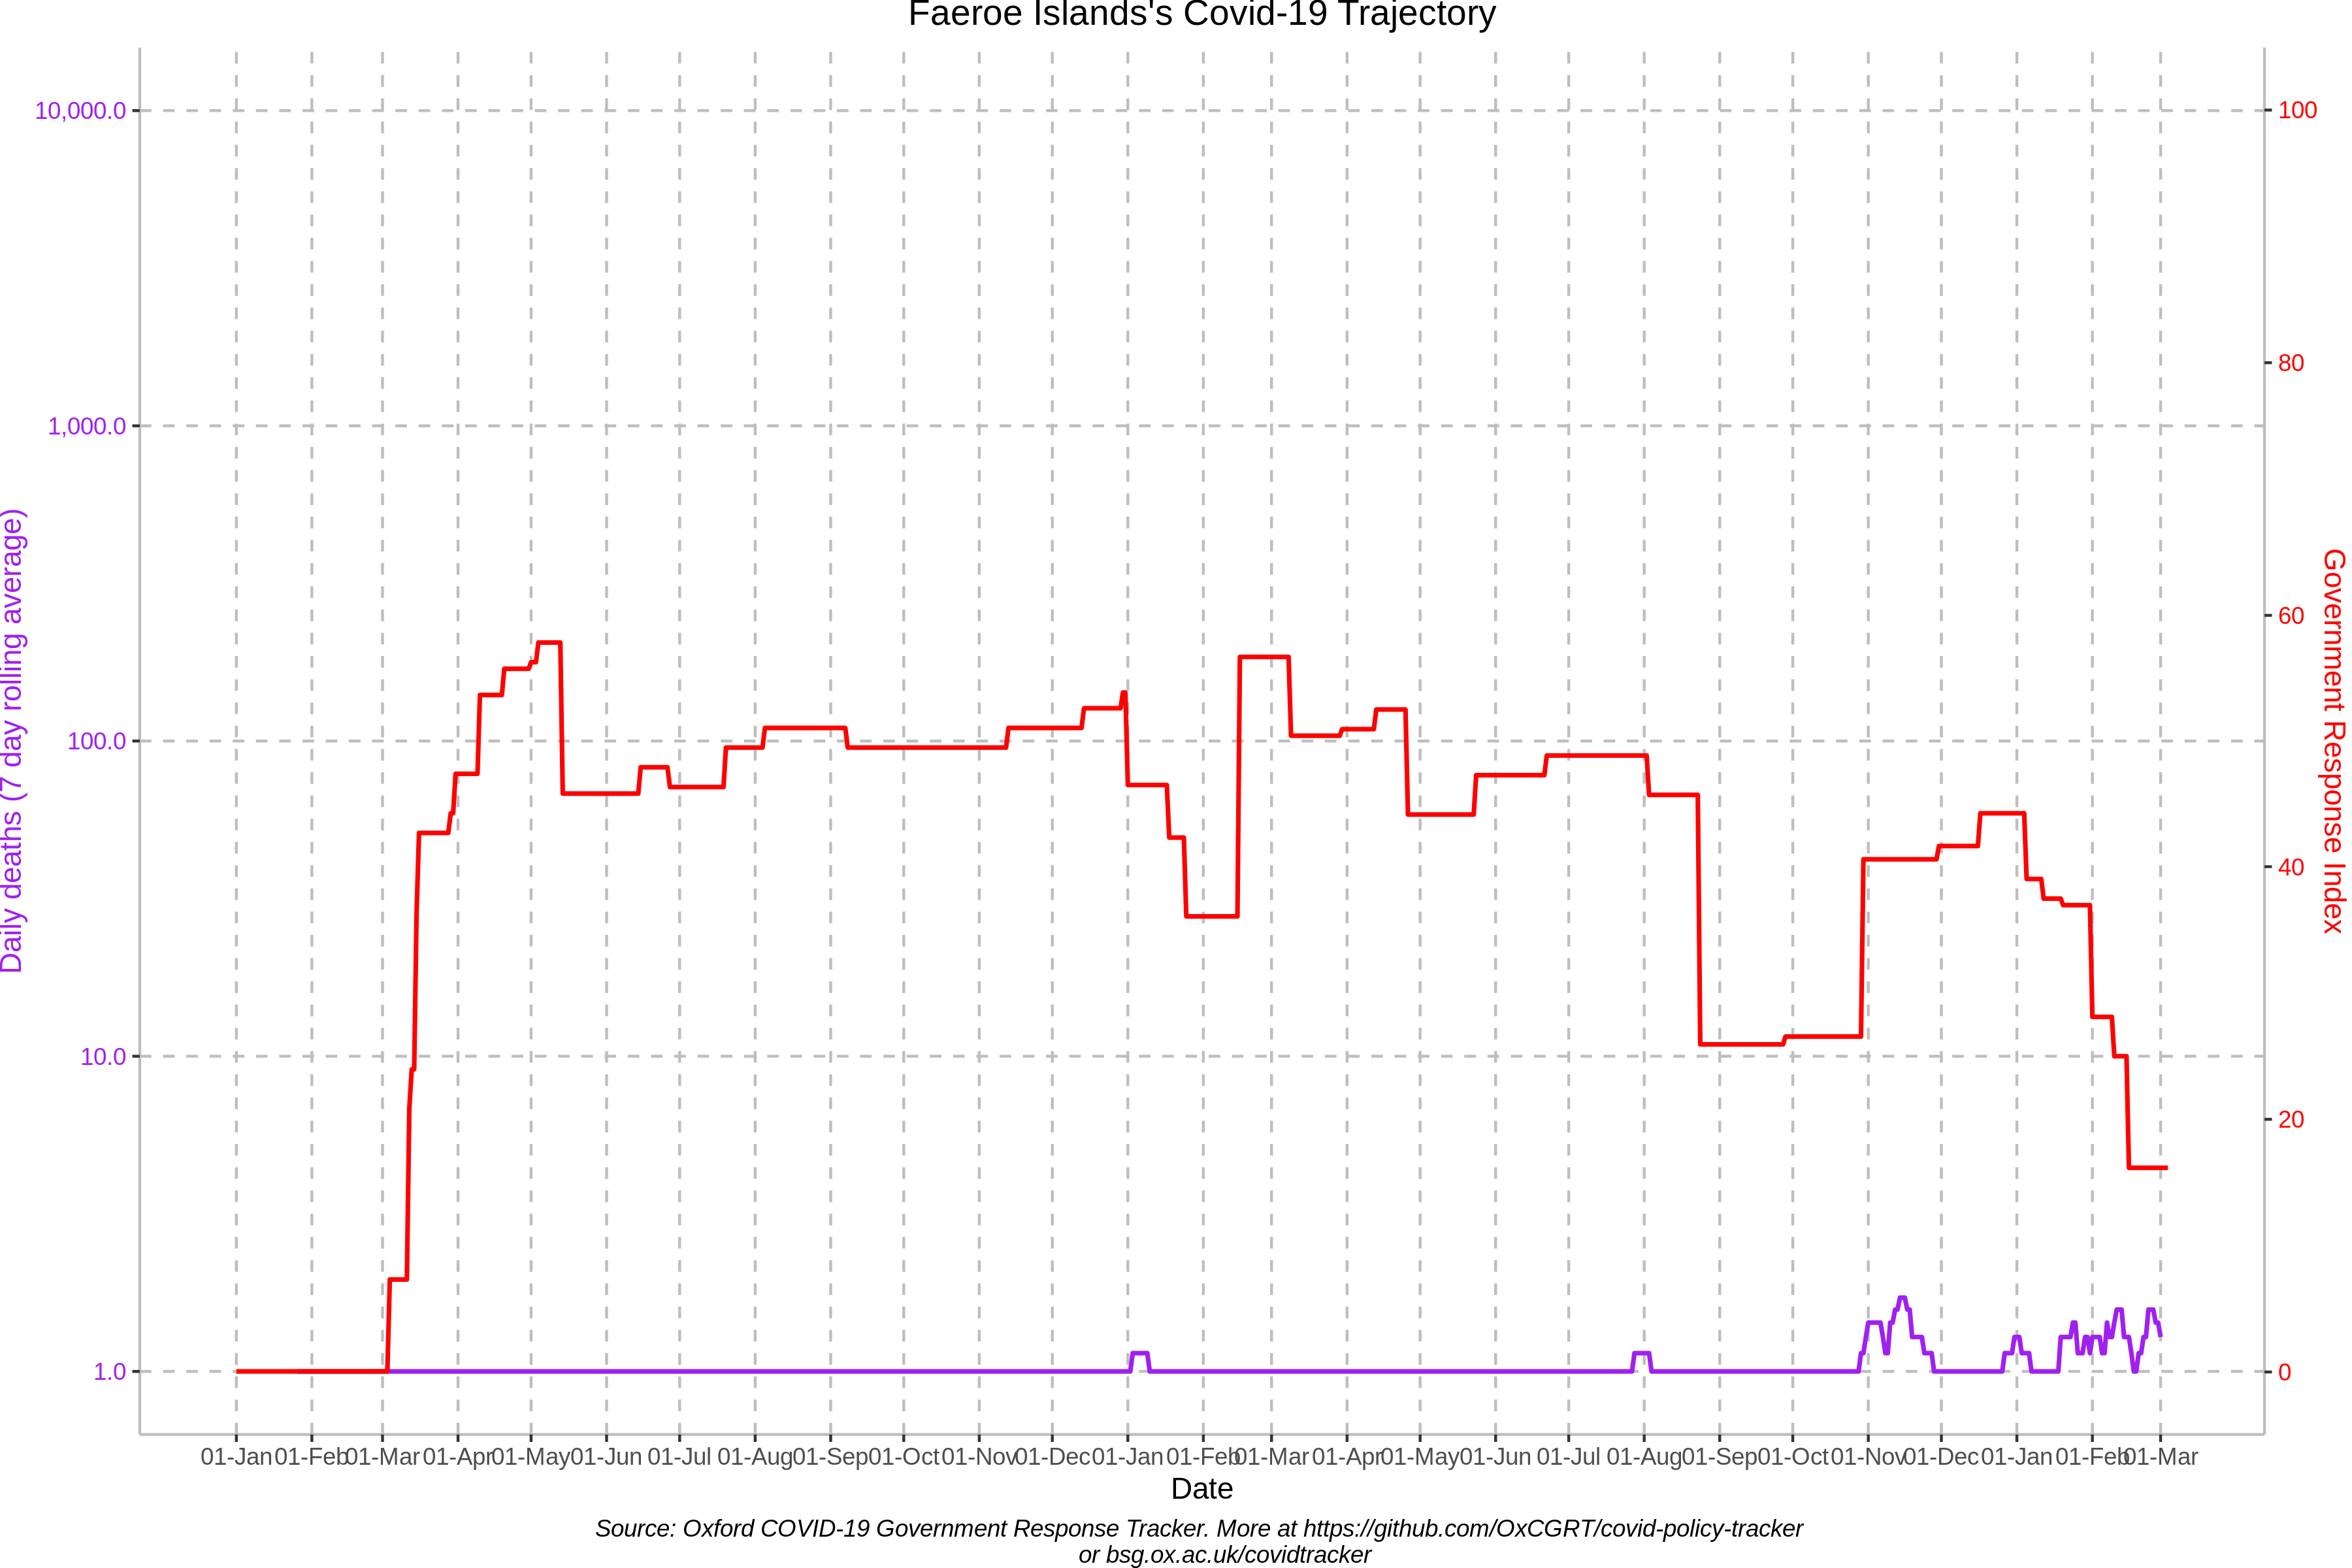 Faeroe Islands's Covid-19 Trajectory
10,000.0
1,000.0
100.0
10.0
1.0
Daily deaths (7 day rolling average)
100
80
60
40
20
0
Government Response Index
01-Jan 01-Feb 01-Mar 01-Apr 01-May 01-Jun 01-Jul 01-Aug 01-Sep 01-Oct 01-Nov 01-Dec 01-Jan 01-Feb 01-Mar 01-Apr 01-May 01-Jun 01-Jul 01-Aug 01-Sep 01-Oct 01-Nov 01-Dec 01-Jan 01-Feb 01-Mar
Date
Source: Oxford COVID-19 Government Response Tracker. More at https://github.com/OxCGRT/covid-policy-tracker
or bsg.ox.ac.uk/covidtracker